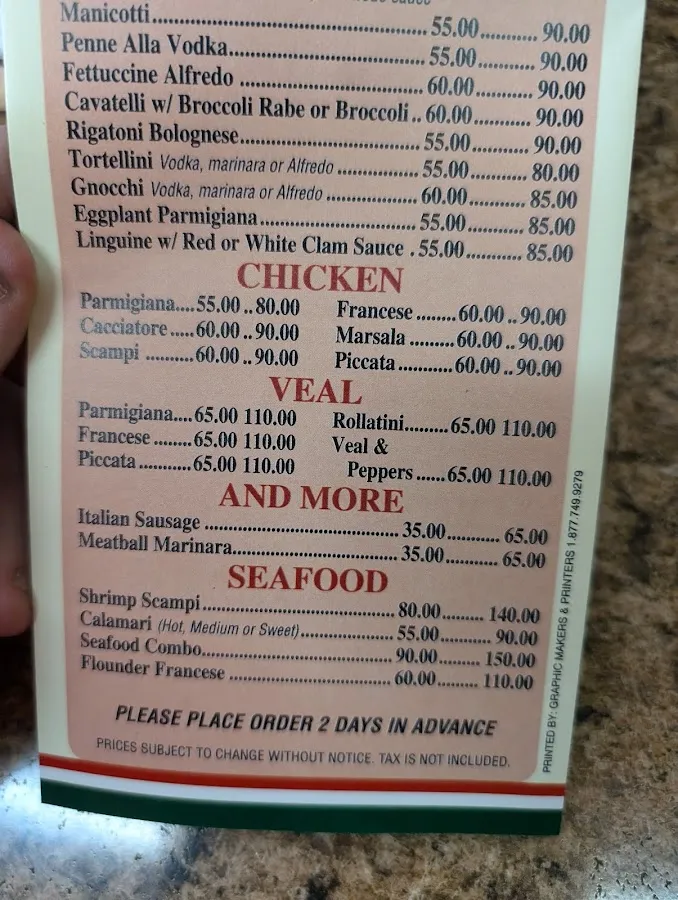 Manicotti........55.00........ 90.00
Penne Alla Vodka........55.00........ 90.00
Fettuccine Alfredo ........60.00........ 90.00
Cavatelli w/ Broccoli Rabe or Broccoli .. 60.00........ 90.00
Rigatoni Bolognese........55.00........ 90.00
Tortellini Vodka, marinara or Alfredo ........55.00........ 80.00
Gnocchi Vodka, marinara or Alfredo ........60.00........ 85.00
Eggplant Parmigiana ........55.00........ 85.00
Linguine w/ Red or White Clam Sauce . 55.00........ 85.00
CHICKEN
Parmigiana....55.00 .. 80.00
Cacciatore .....60.00 .. 90.00
Scampi ..........60.00 .. 90.00
Francese ........60.00 .. 90.00
Marsala .........60.00 .. 90.00
Piccata ...........60.00 .. 90.00
VEAL
Parmigiana....65.00 110.00
Francese ........65.00 110.00
Piccata ...........65.00 110.00
Rollatini.........65.00 110.00
Veal &
Peppers ......65.00 110.00
AND MORE
Italian Sausage ........35.00........ 65.00
Meatball Marinara........35.00........ 65.00
SEAFOOD
Shrimp Scampi........80.00........ 140.00
Calamari (Hot, Medium or Sweet)........55.00........ 90.00
Seafood Combo........90.00........ 150.00
Flounder Francese ........60.00........ 110.00
PLEASE PLACE ORDER 2 DAYS IN ADVANCE
PRICES SUBJECT TO CHANGE WITHOUT NOTICE. TAX IS NOT INCLUDED.
PRINTED BY: GRAPHIC MAKERS & PRINTERS 1.877.749.9279